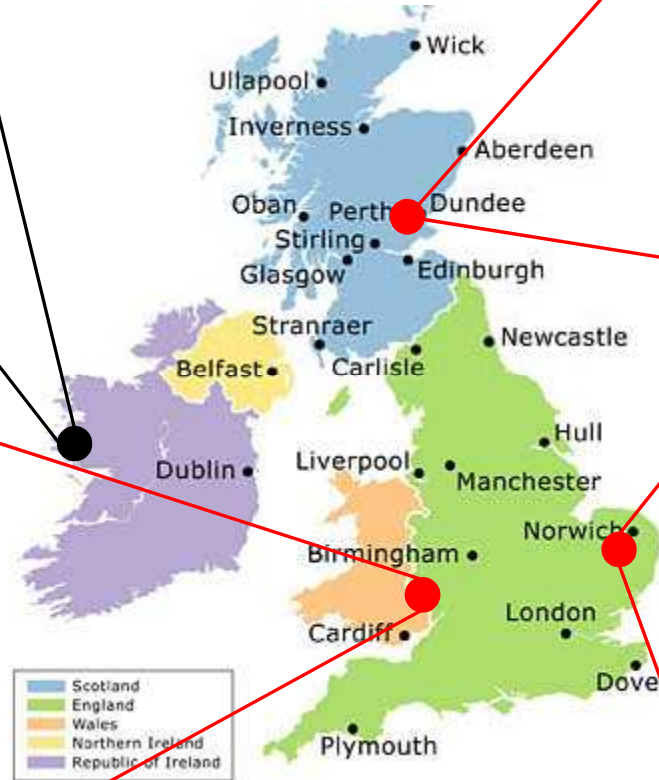 Wick
Ullapool
Inverness
Aberdeen
Oban
Perth
Dundee
Stirling
Glasgow
Edinburgh
Stranraer
Newcastle
Belfast
Carlisle
Hull
Liverpool
Dublin
Manchester
Norwich
Birmingham
London
Cardiff
Dove
Scotland
England
Wales
Northern Ireland
Republic of Ireland
Plymouth